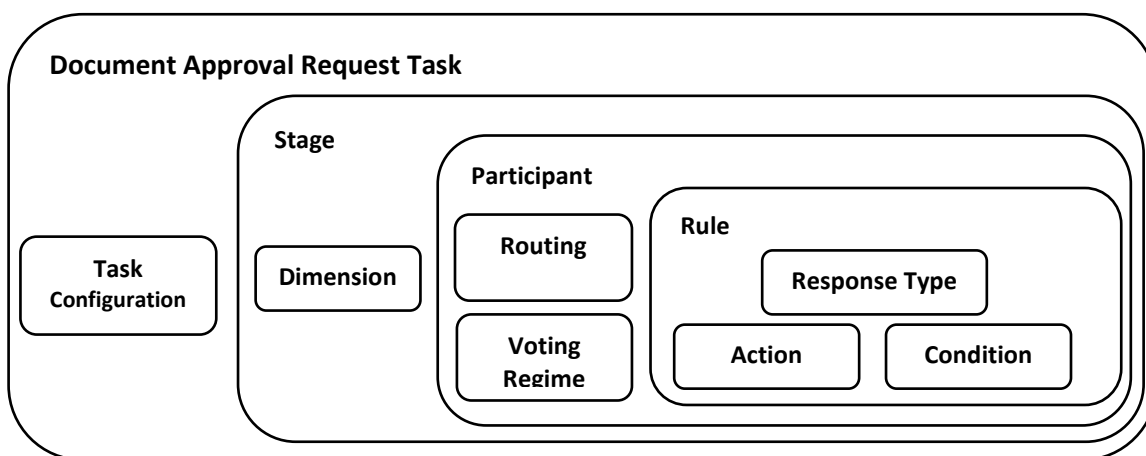 Document Approval Request Task
Stage
Participant
Rule
Routing
Response Type
Task
Configuration
Dimension
Voting
Regime
Action
Condition